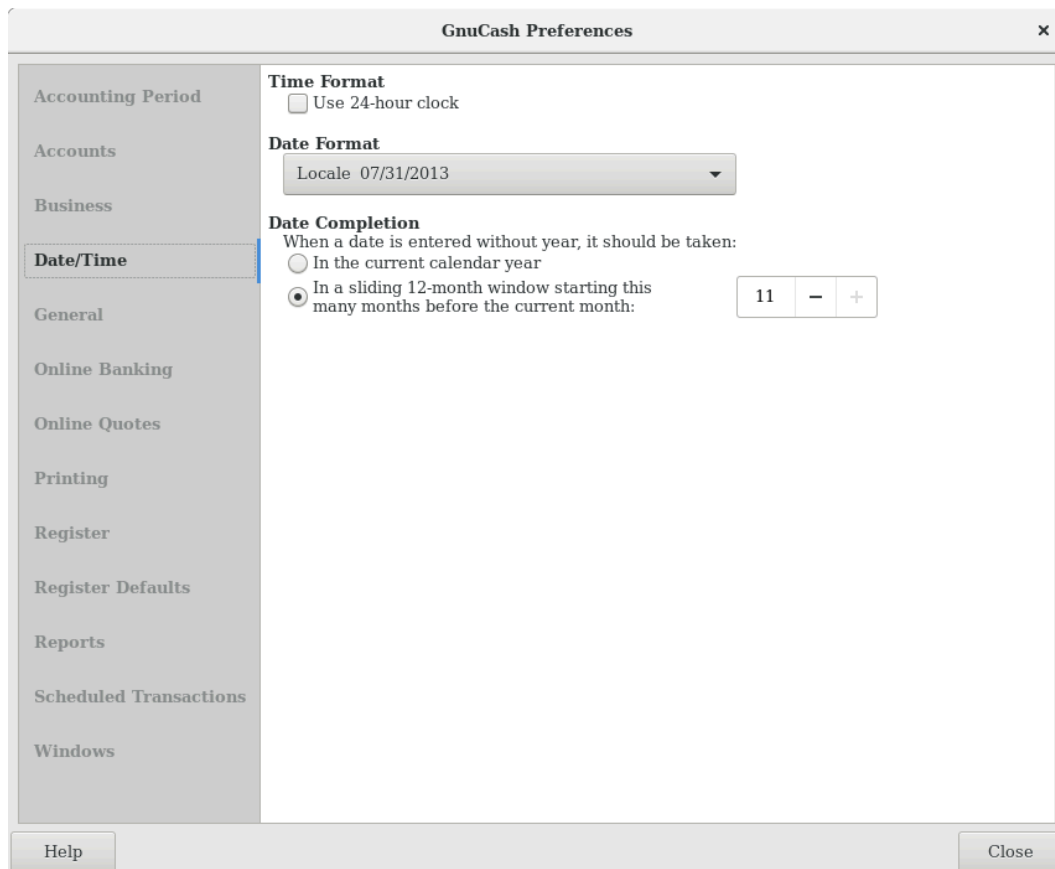 GnuCash Preferences
Accounting Period
Accounts
Business
Date/Time
General
Online Banking
Online Quotes
Printing
Register
Register Defaults
Reports
Scheduled Transactions
Windows
Time Format
Use 24-hour clock
Date Format
Locale 07/31/2013
Date Completion
When a date is entered without year, it should be taken:
In the current calendar year
In a sliding 12-month window starting this
many months before the current month:
11
Help
Close